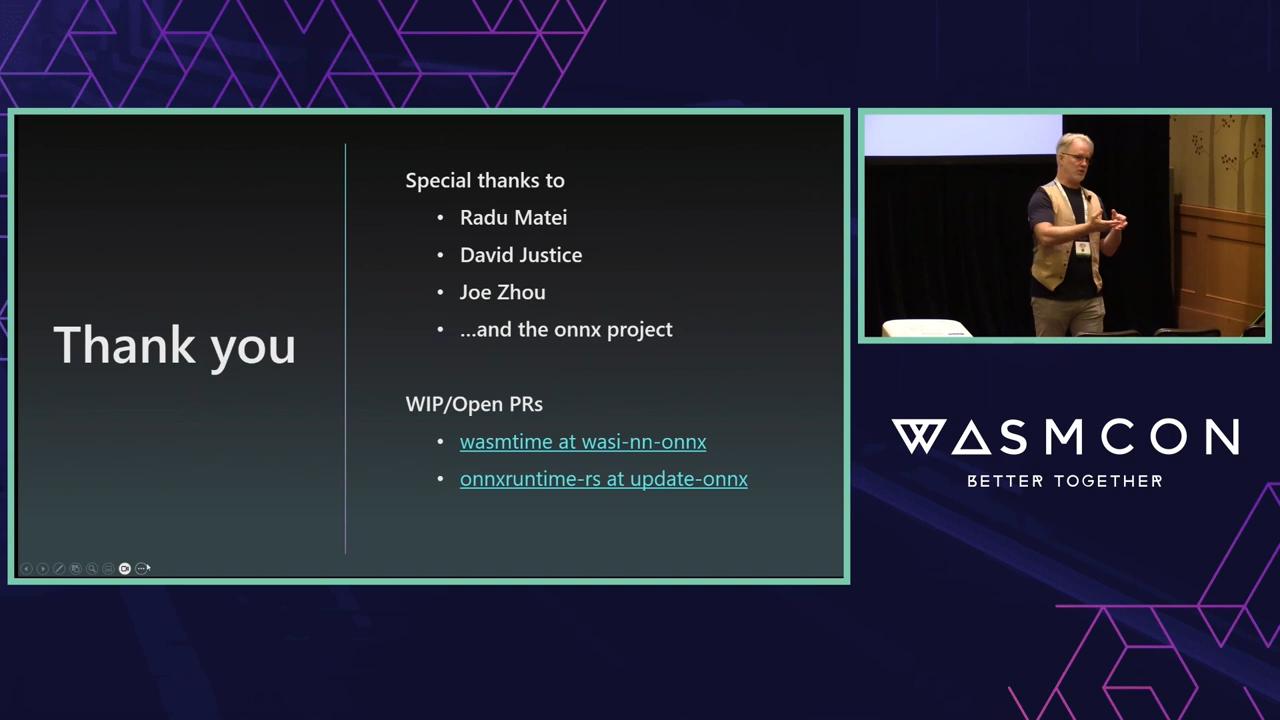 Thank you
Special thanks to
• Radu Matei
• David Justice
• Joe Zhou
• ...and the onnx project
WIP/Open PRs
• wasmtime at wasi-nn-onnx
• onnxruntime-rs at update-onnx
WASMCON
BETTER TOGETHER